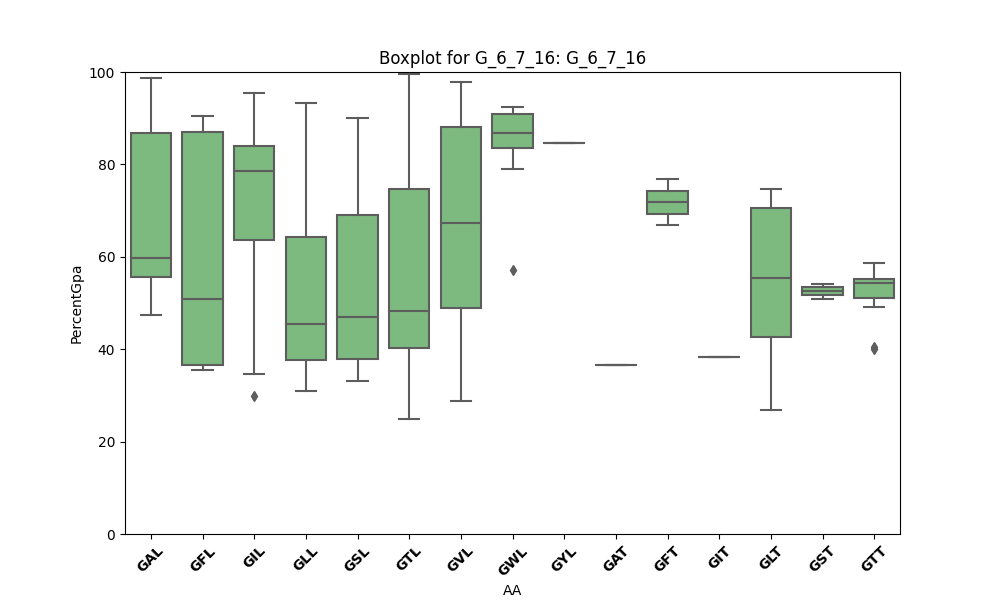 Boxplot for G_6_7_16: G_6_7_16
100
80
60
40
20
0
PercentGpa
GAL GFL GIL GLL GSL GTL GVL GWL GYL GAT GFT GIT GLT GST GTT
AA